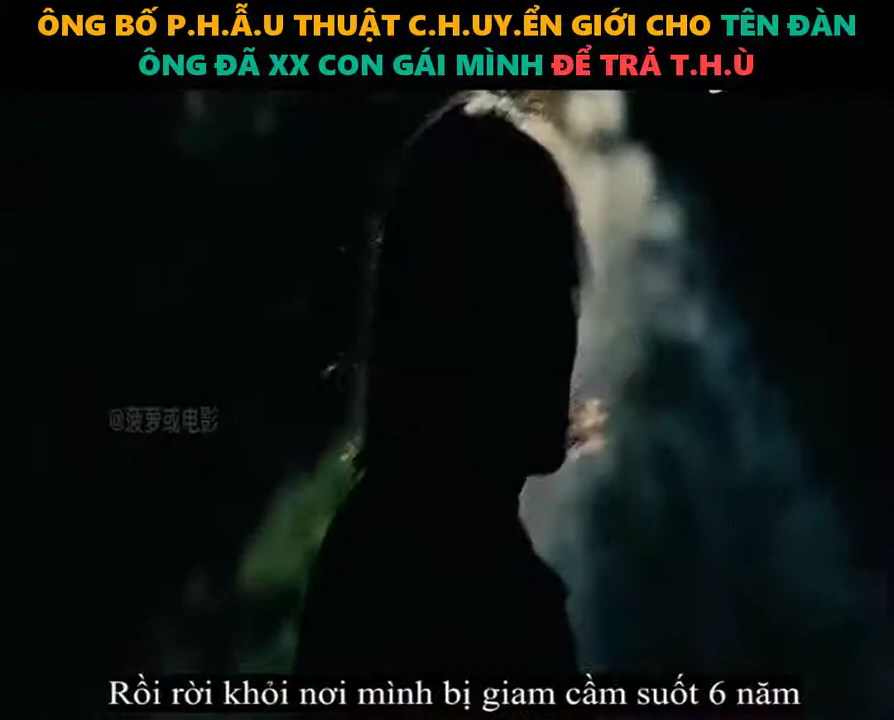 ÔNG BỐ P.H.Ẫ.U THUẬT C.H.UY.ỂN GIỚI CHO TÊN ĐÀN
ÔNG ĐÃ XX CON GÁI MÌNH ĐỂ TRẢ T.H.Ù
@菠萝或电影
Rồi rời khỏi nơi mình bị giam cầm suốt 6 năm